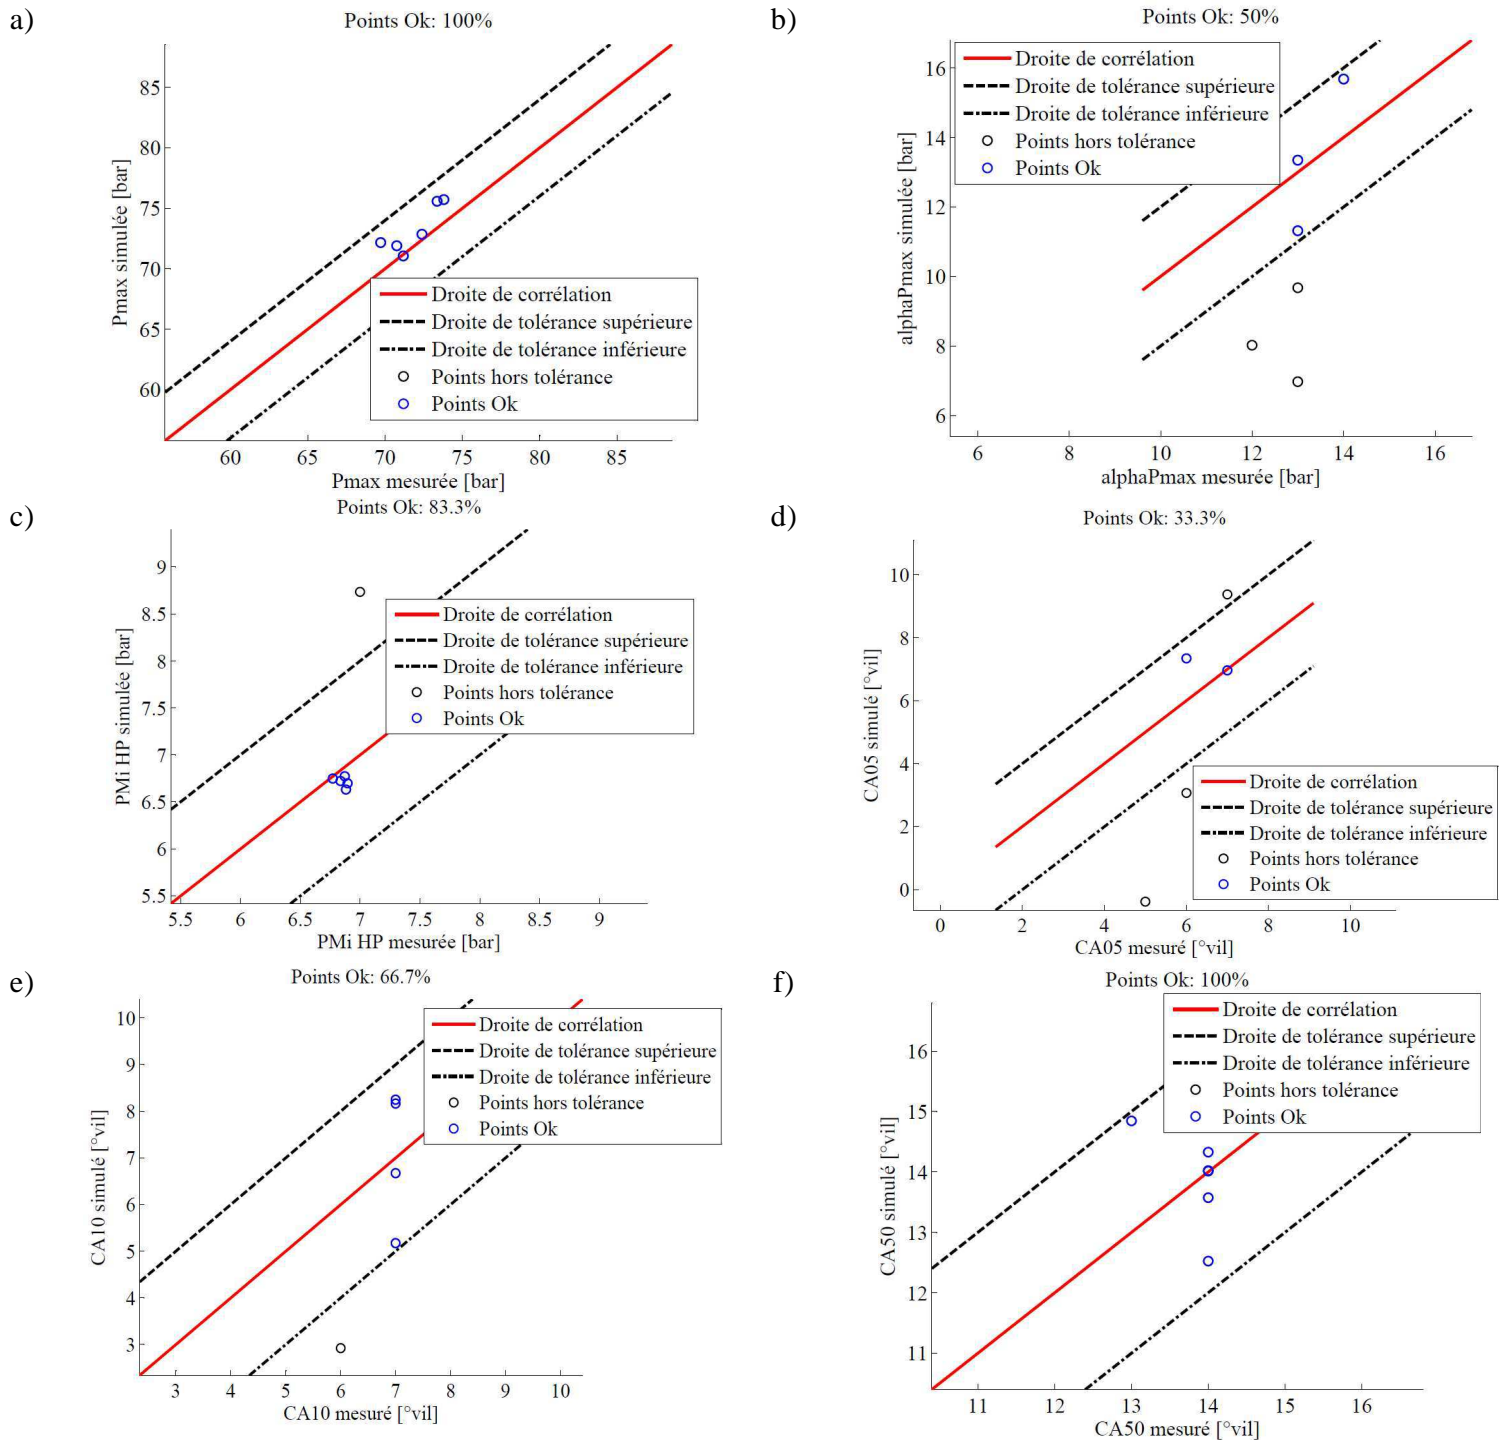 a)
Points Ok: 100%
Pmax simulée [bar]
85
80
75
70
65
60
Droite de corrélation
Droite de tolérance supérieure
Droite de tolérance inférieure
Points hors tolérance
Points Ok
60 65 70 75 80 85
Pmax mesurée [bar]
b)
Points Ok: 50%
alphaPmax simulée [bar]
16
14
12
10
8
6
Droite de corrélation
Droite de tolérance supérieure
Droite de tolérance inférieure
Points hors tolérance
Points Ok
6 8 10 12 14 16
alphaPmax mesurée [bar]
c)
Points Ok: 83.3%
PMi HP simulée [bar]
9
8.5
8
7.5
7
6.5
6
5.5
Droite de corrélation
Droite de tolérance supérieure
Droite de tolérance inférieure
Points hors tolérance
Points Ok
5.5 6 6.5 7 7.5 8 8.5 9
PMi HP mesurée [bar]
d)
Points Ok: 33.3%
CA05 simulé [°vil]
10
8
6
4
2
0
Droite de corrélation
Droite de tolérance supérieure
Droite de tolérance inférieure
Points hors tolérance
Points Ok
0 2 4 6 8 10
CA05 mesuré [°vil]
e)
Points Ok: 66.7%
CA10 simulé [°vil]
10
9
8
7
6
5
4
3
Droite de corrélation
Droite de tolérance supérieure
Droite de tolérance inférieure
Points hors tolérance
Points Ok
3 4 5 6 7 8 9 10
CA10 mesuré [°vil]
f)
Points Ok: 100%
CA50 simulé [°vil]
16
15
14
13
12
11
Droite de corrélation
Droite de tolérance supérieure
Droite de tolérance inférieure
Points hors tolérance
Points Ok
11 12 13 14 15 16
CA50 mesuré [°vil]